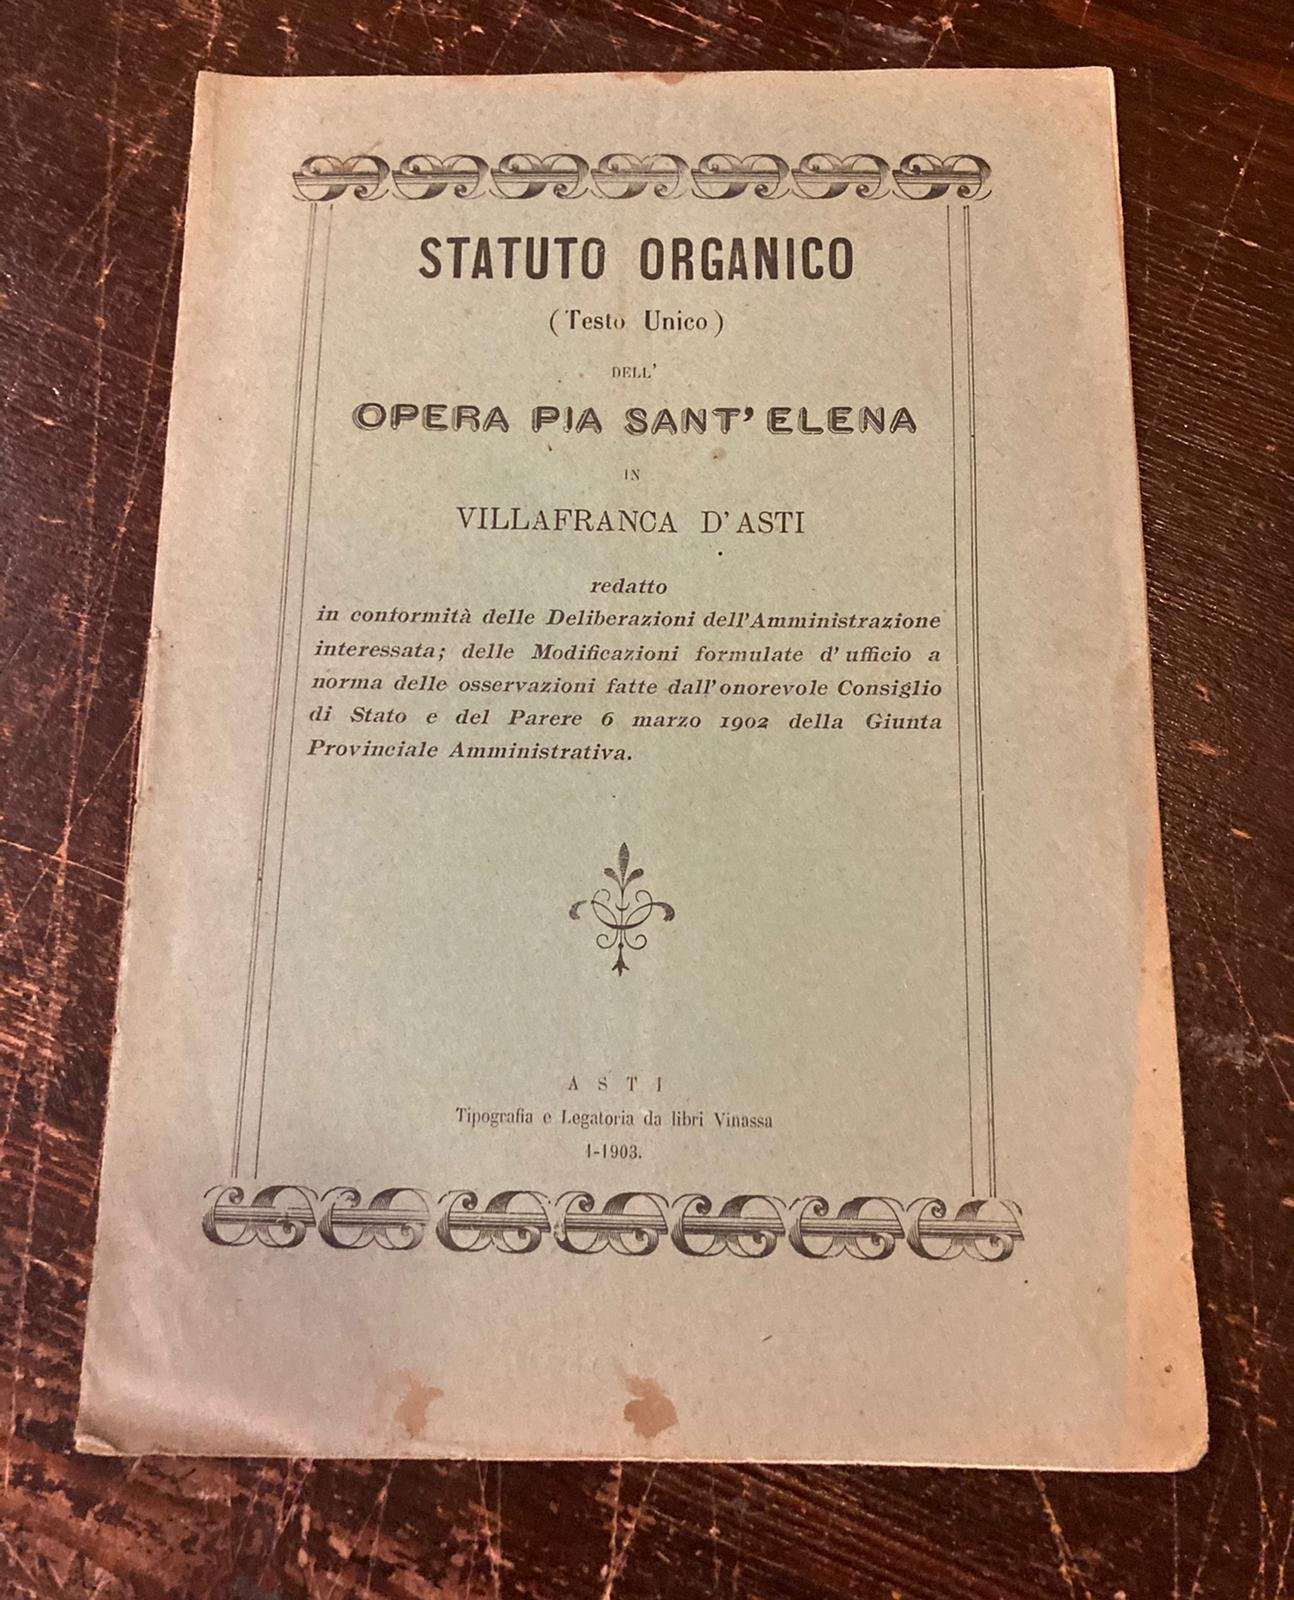 STATUTO ORGANICO
(Testo Unico)
DELL'
OPERA PIA SANT' ELENA
IN
VILLAFRANCA D'ASTI
redatto
in conformità delle Deliberazioni dell'Amministrazione
interessata; delle Modificazioni formulate d'ufficio a
norma delle osservazioni fatte dall'onorevole Consiglio
di Stato e del Parere 6 marzo 1902 della Giunta
Provinciale Amministrativa.
ASTI
Tipografia e Legatoria da libri Vinassa
1-1903.